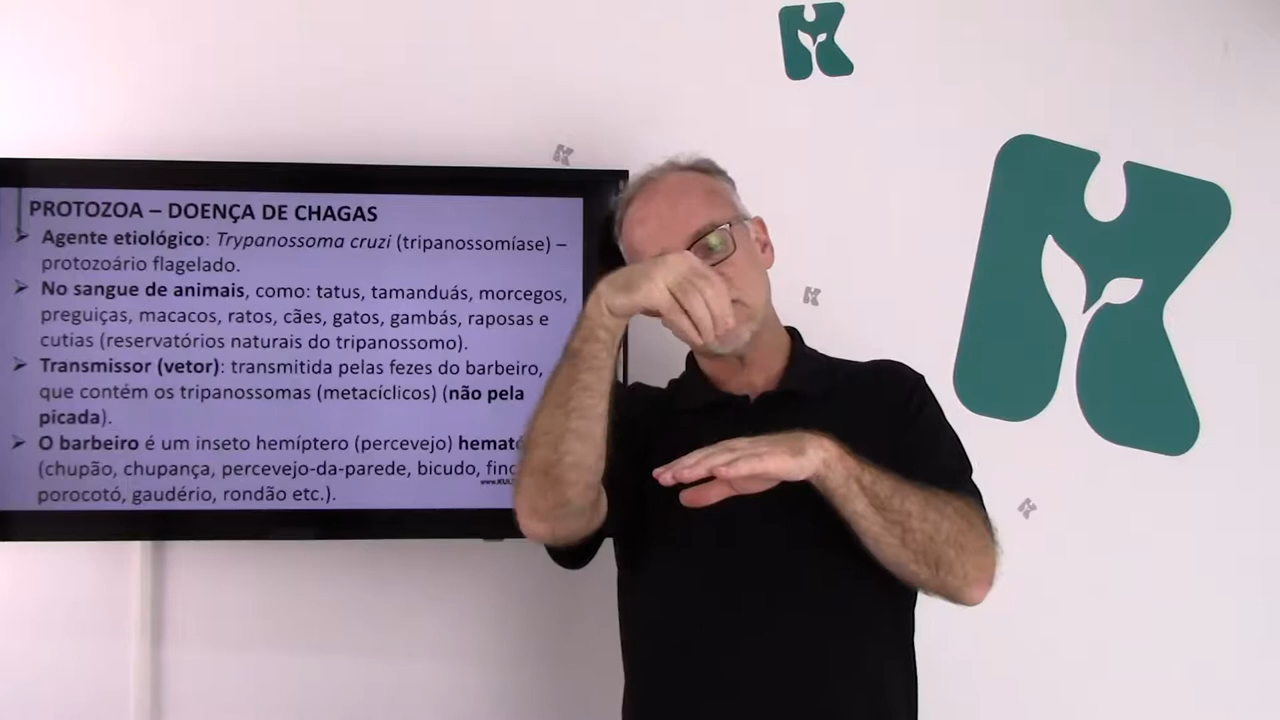 PROTOZOA – DOENÇA DE CHAGAS
➤ Agente etiológico: Trypanossoma cruzi (tripanossomíase) –
protozoário flagelado.
➤ No sangue de animais, como: tatus, tamanduás, morcegos,
preguiças, macacos, ratos, cães, gatos, gambás, raposas e
cutias (reservatórios naturais do tripanossomo).
➤ Transmissor (vetor): transmitida pelas fezes do barbeiro,
que contém os tripanossomas (metacíclicos) (não pela
picada).
➤ O barbeiro é um inseto hemíptero (percevejo)
(chupão, chupança, percevejo-da-parede, bicudo,
porocotó, gaudério, rondão etc.).